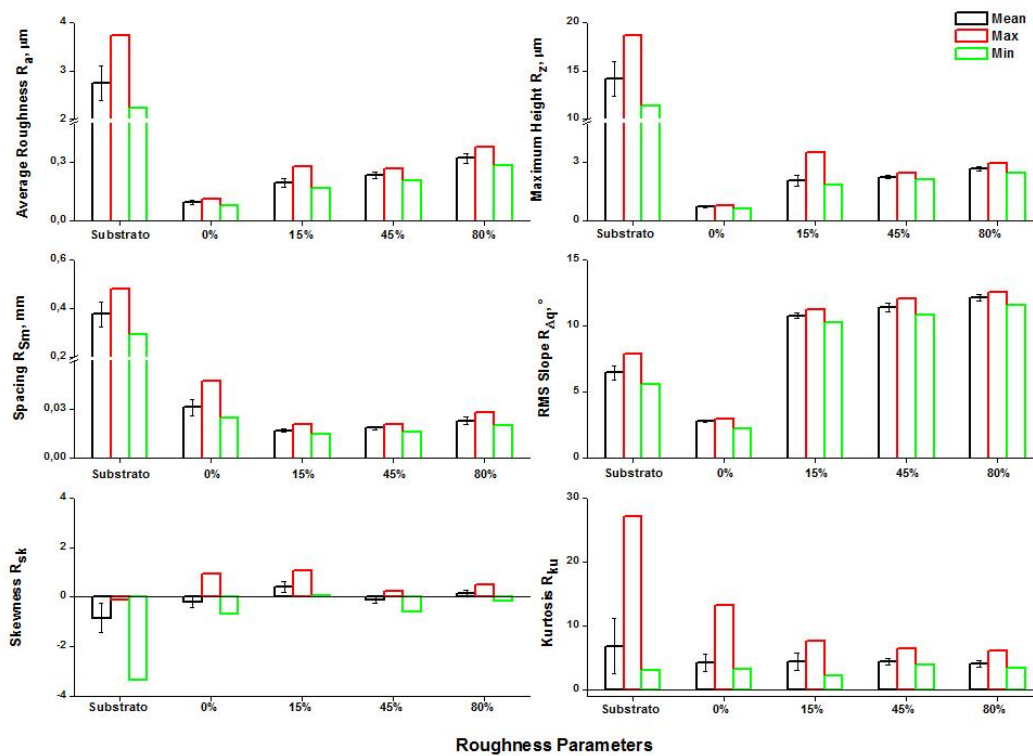 Average Roughness Ra, µm
4
3
2
0,3
0,0
Substrato 0% 15% 45% 80%
Maximum Height RZ, µm
20
15
10
3
0
Substrato 0% 15% 45% 80%
Mean
Max
Min
Spacing RSm, mm
0,6
0,4
0,2
0,03
0,00
Substrato 0% 15% 45% 80%
RMS Slope RΔq, °
15
10
5
0
Substrato 0% 15% 45% 80%
Skewness Rsk
4
2
0
-2
-4
Substrato 0% 15% 45% 80%
Kurtosis Rku
30
20
10
0
Substrato 0% 15% 45% 80%
Roughness Parameters